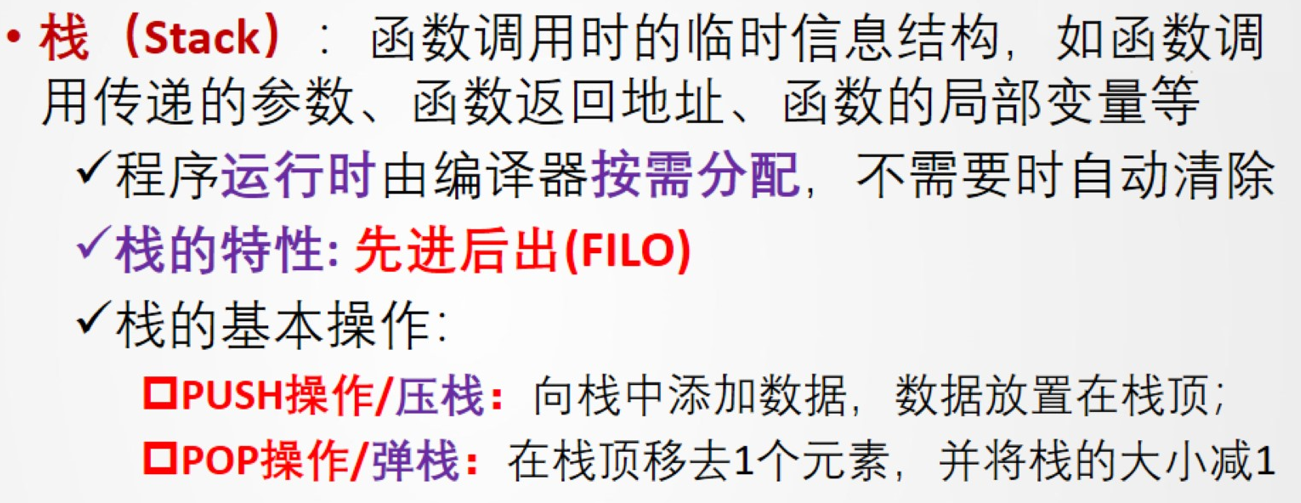 • 栈（Stack）：函数调用时的临时信息结构，如函数调
用传递的参数、函数返回地址、函数的局部变量等
✓程序运行时由编译器按需分配，不需要时自动清除
✓栈的特性: 先进后出(FILO)
✓栈的基本操作：
❑PUSH操作/压栈：向栈中添加数据，数据放置在栈顶；
❑POP操作/弹栈：在栈顶移去1个元素，并将栈的大小减1